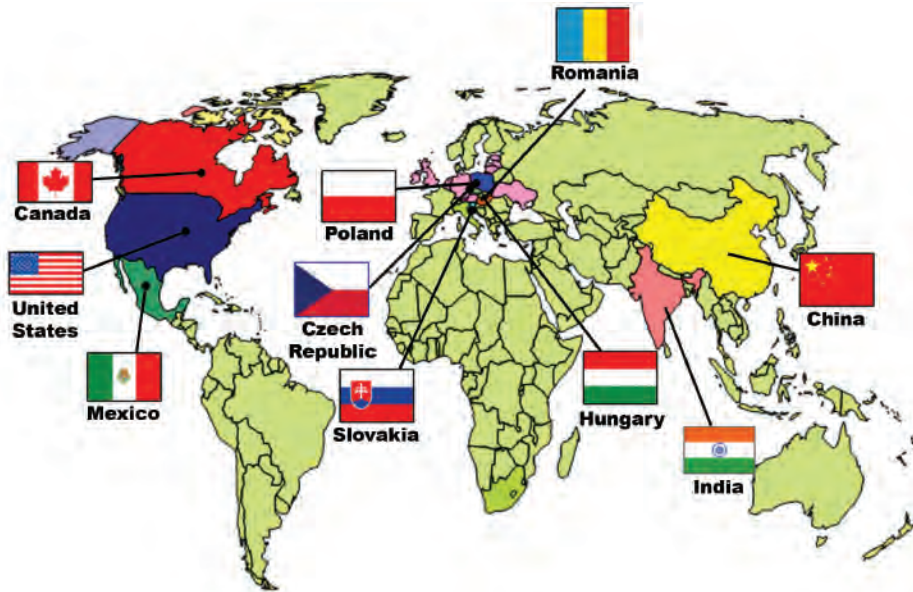 Romania
Canada
Poland
United
States
Czech
Republic
China
Mexico
Slovakia
Hungary
India